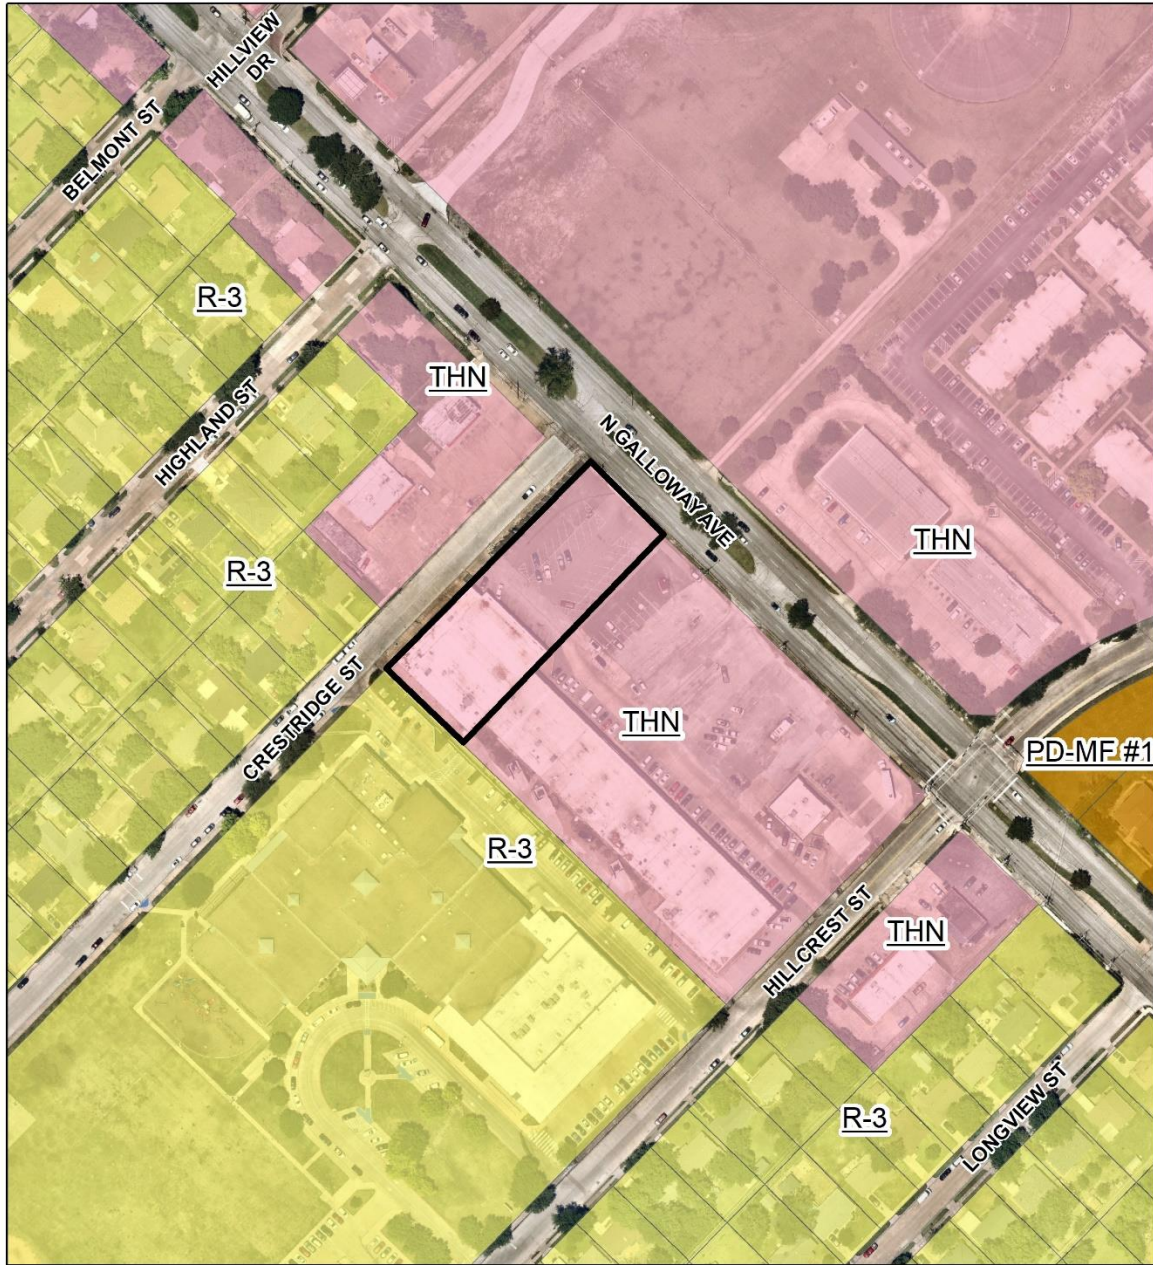 HILLVIEW
DR
BELMONT ST
R-3
THN
HIGHLAND ST
N GALLOWAY AVE
THN
R-3
CRESTRIDGE ST
THN
PD-MF #1
R-3
THN
HILLCREST ST
R-3
LONGVIEW ST